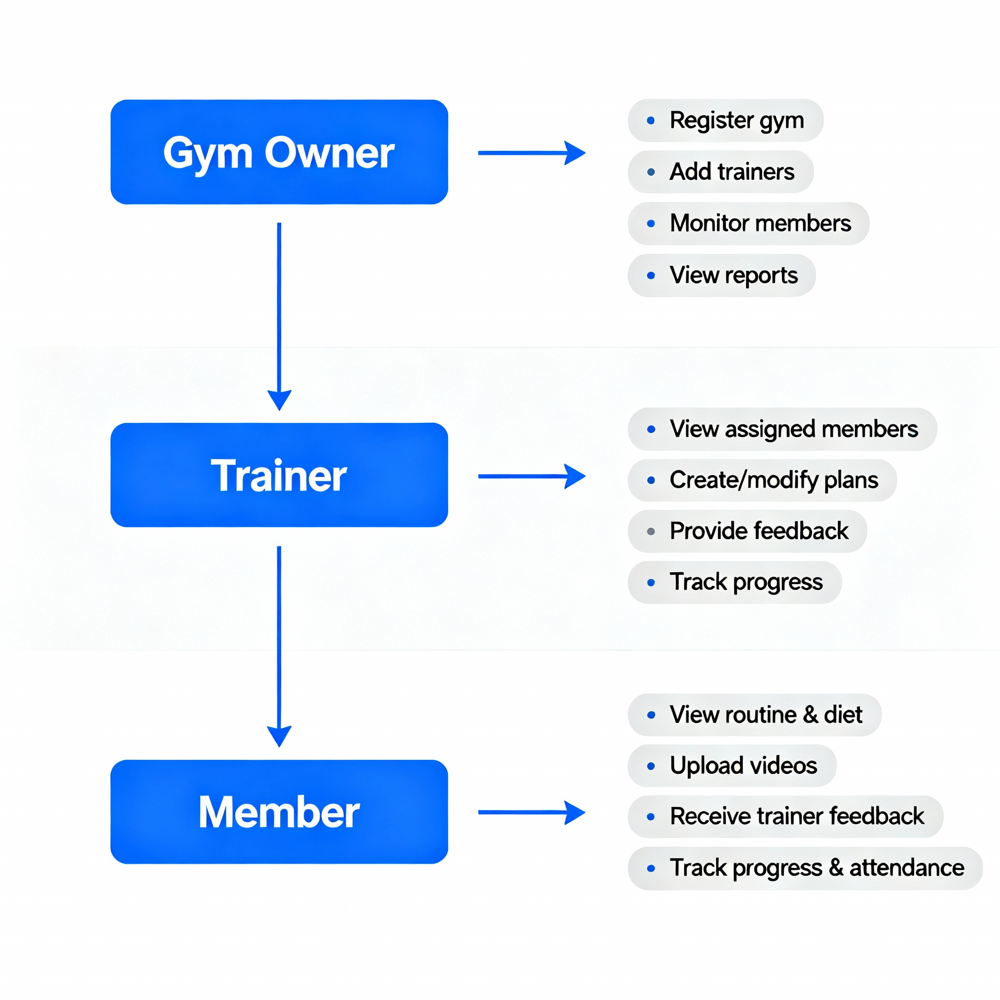 Gym Owner
Register gym
Add trainers
Monitor members
View reports
Trainer
View assigned members
Create/modify plans
Provide feedback
Track progress
Member
View routine & diet
Upload videos
Receive trainer feedback
Track progress & attendance